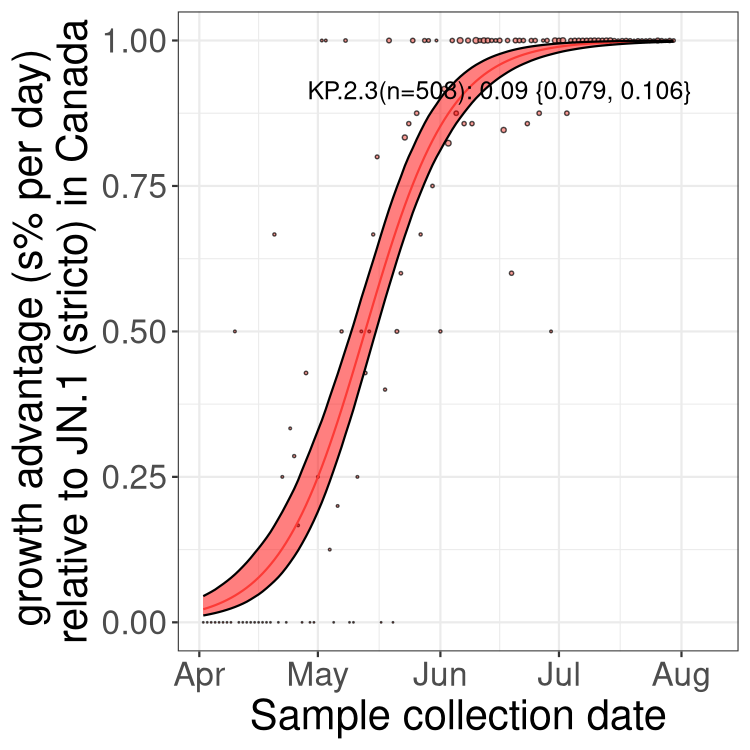 growth advantage (s% per day)
relative to JN.1 (stricto) in Canada
1.00
0.75
0.50
0.25
0.00
KP.2.3(n=508): 0.09 {0.079, 0.106}
Apr May Jun Jul Aug
Sample collection date